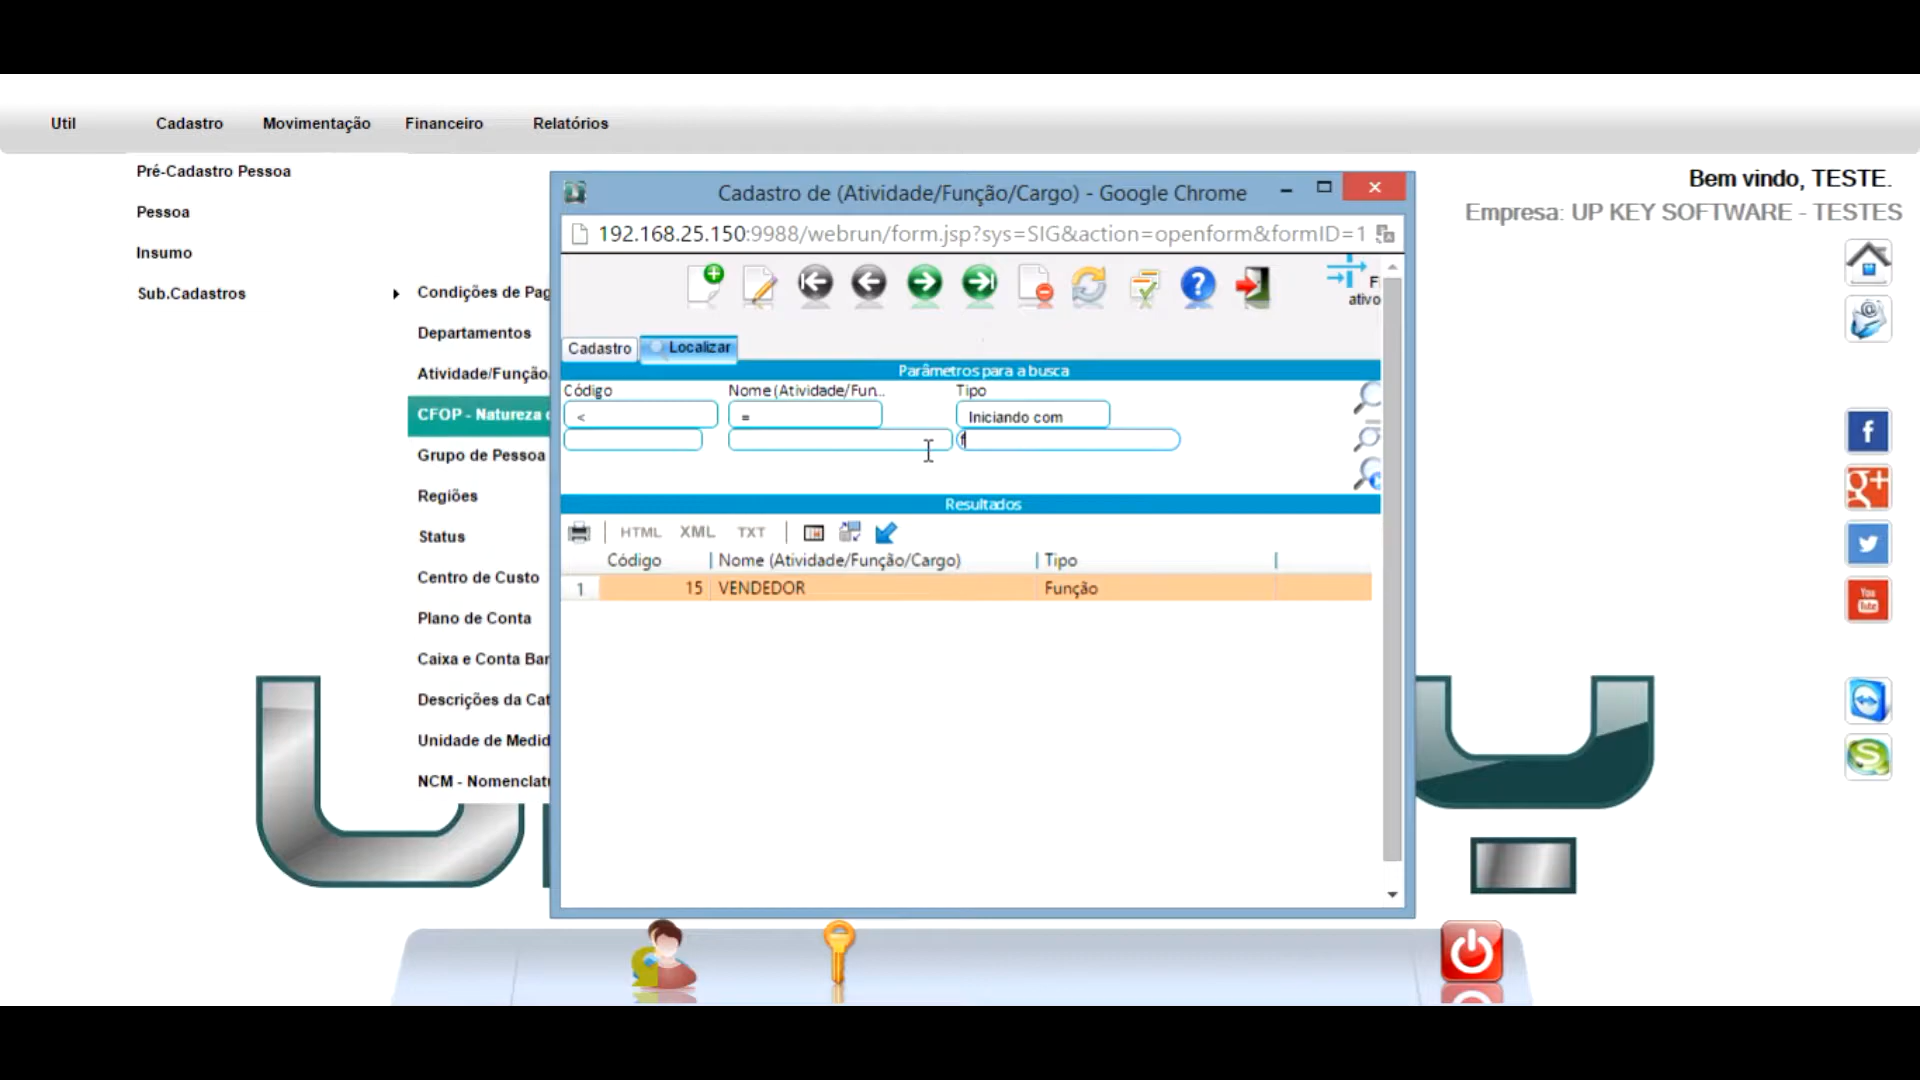 Util Cadastro Movimentação Financeiro Relatórios
Pré-Cadastro Pessoa
Pessoa
Insumo
Sub.Cadastros
Condições de Pag
Departamentos
Atividade/Função
CFOP - Natureza
Grupo de Pessoa
Regiões
Status
Centro de Custo
Plano de Conta
Caixa e Conta Ban
Descrições da Cat
Unidade de Medid
NCM - Nomenclatu
Cadastro de (Atividade/Função/Cargo) - Google Chrome
192.168.25.150:9988/webrun/form.jsp?sys=SIG&action=openform&formID=1
F
ativo
Cadastro Localizar
Parâmetros para a busca
Código Nome (Atividade/Fun... Tipo
< = Iniciando com
f
Resultados
HTML XML TXT
Código Nome (Atividade/Função/Cargo) Tipo
1 15 VENDEDOR Função
Bem vindo, TESTE.
Empresa: UP KEY SOFTWARE - TESTES
f
g+
You
Tube
S